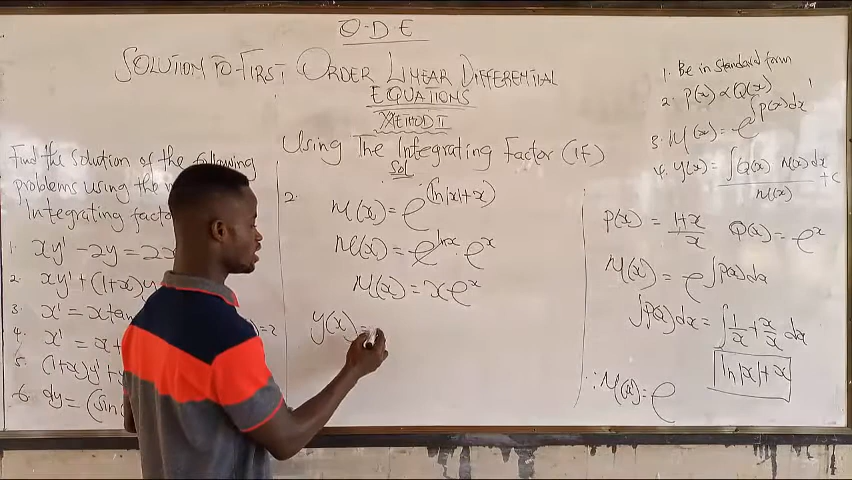 O.D.E
SOLUTION TO FIRST ORDER LINEAR DIFFERENTIAL
EQUATIONS
METHOD II
Using The Integrating Factor (IF)
Find the solution of the following
problems using the
Integrating
1. xy' - 2y = 2x
2. xy' + (1+x)y
3. x' = x tan
4. x' = x +
=2
5. (1+x)y' + y
6. dy = (sin
Sol
2. M(x) = e^(ln|x|+x)
M(x) = e^lnx . e^x
M(x) = xe^x
y(x) =
1. Be in standard form
2. P(x) ∝ Q(x)
3. M(x) = e^∫P(x)dx
4. y(x) = ∫Q(x) M(x)dx + c / M(x)
P(x) = 1+x / x Q(x) = e^x
M(x) = e^∫P(x)dx
∫P(x)dx = ∫ 1/x + x/x dx
ln|x| + x
∴ M(x) = e